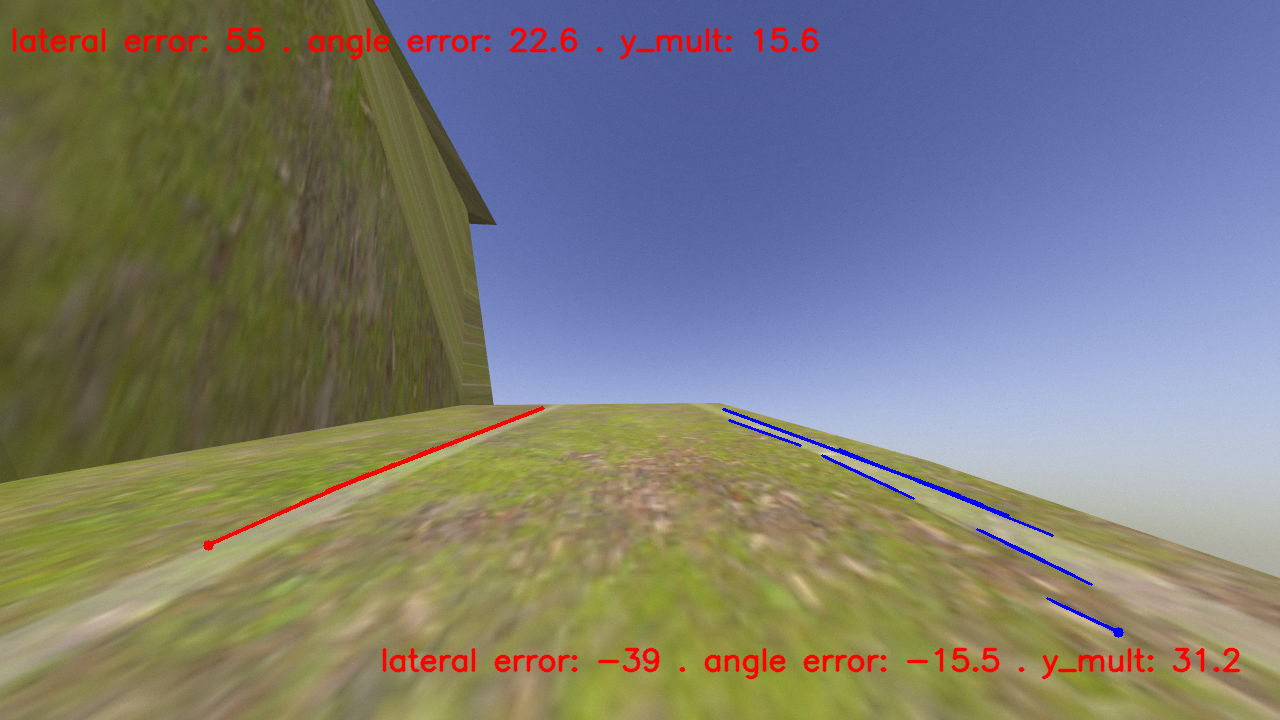 lateral error: 55 . angle error: 22.6 . y_mult: 15.6
lateral error: −39 . angle error: −15.5 . y_mult: 31.2